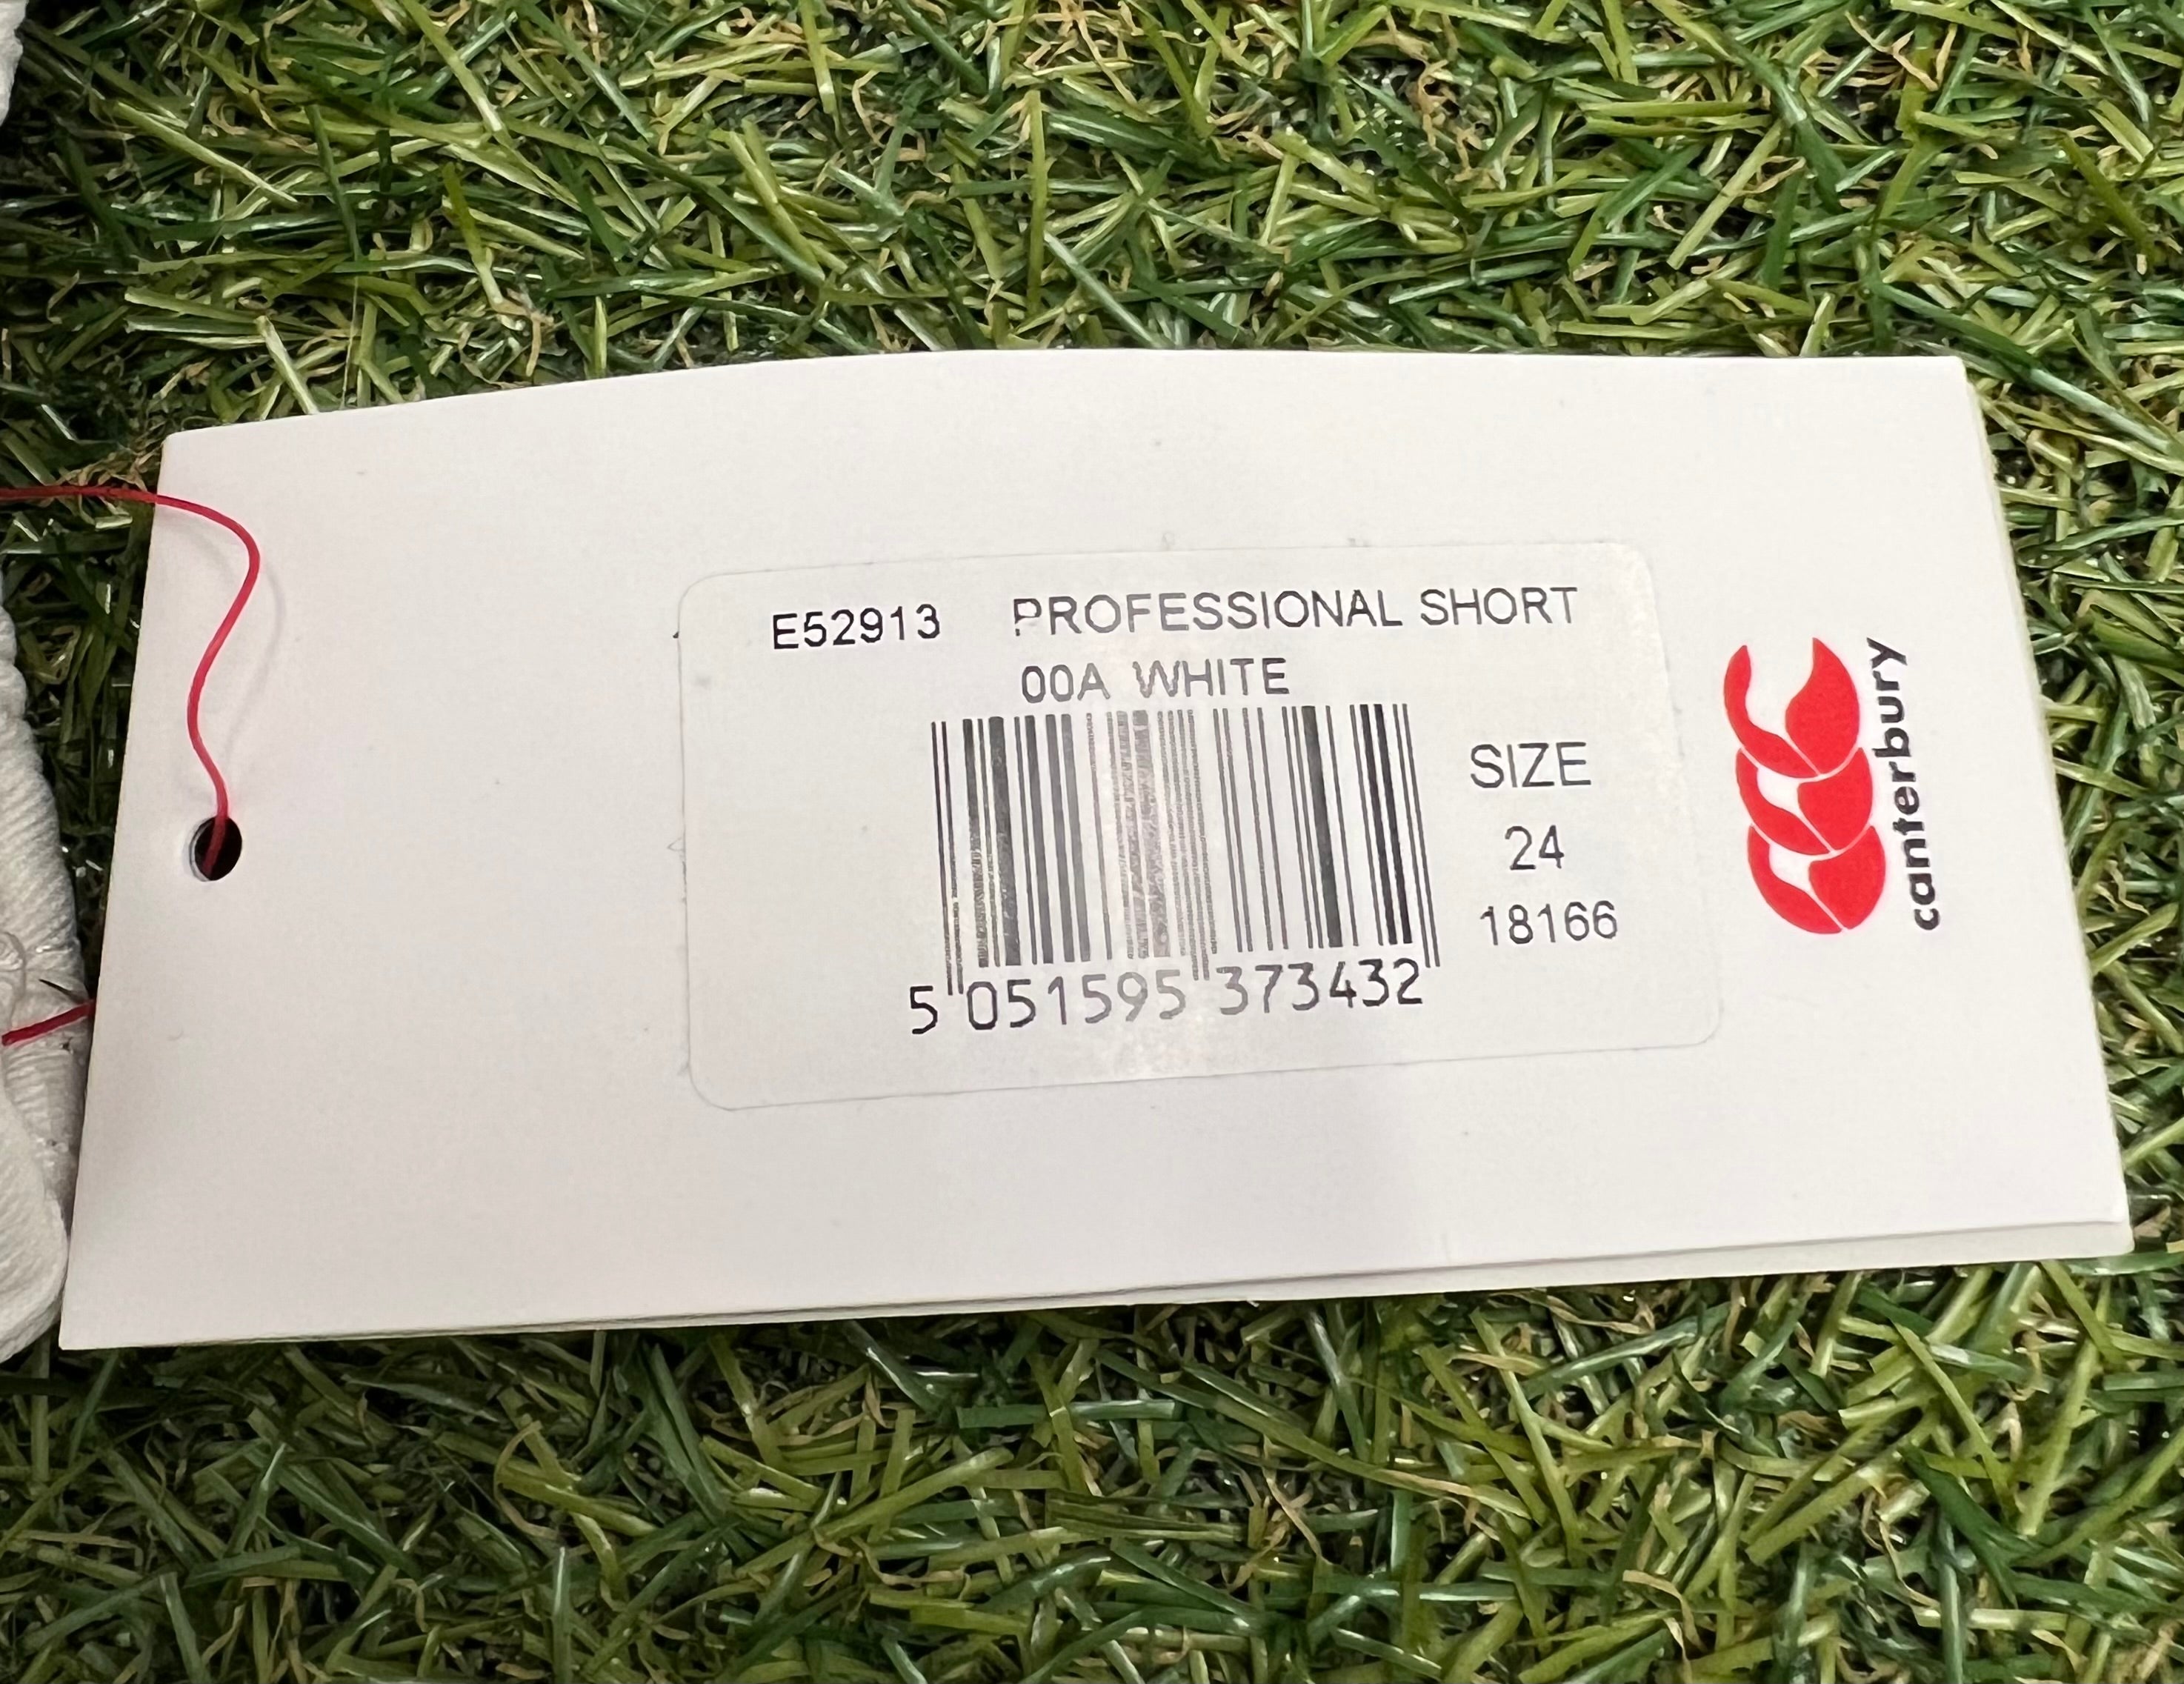 E52913 PROFESSIONAL SHORT
00A WHITE
SIZE
24
18166
5 051595 373432
canterbury